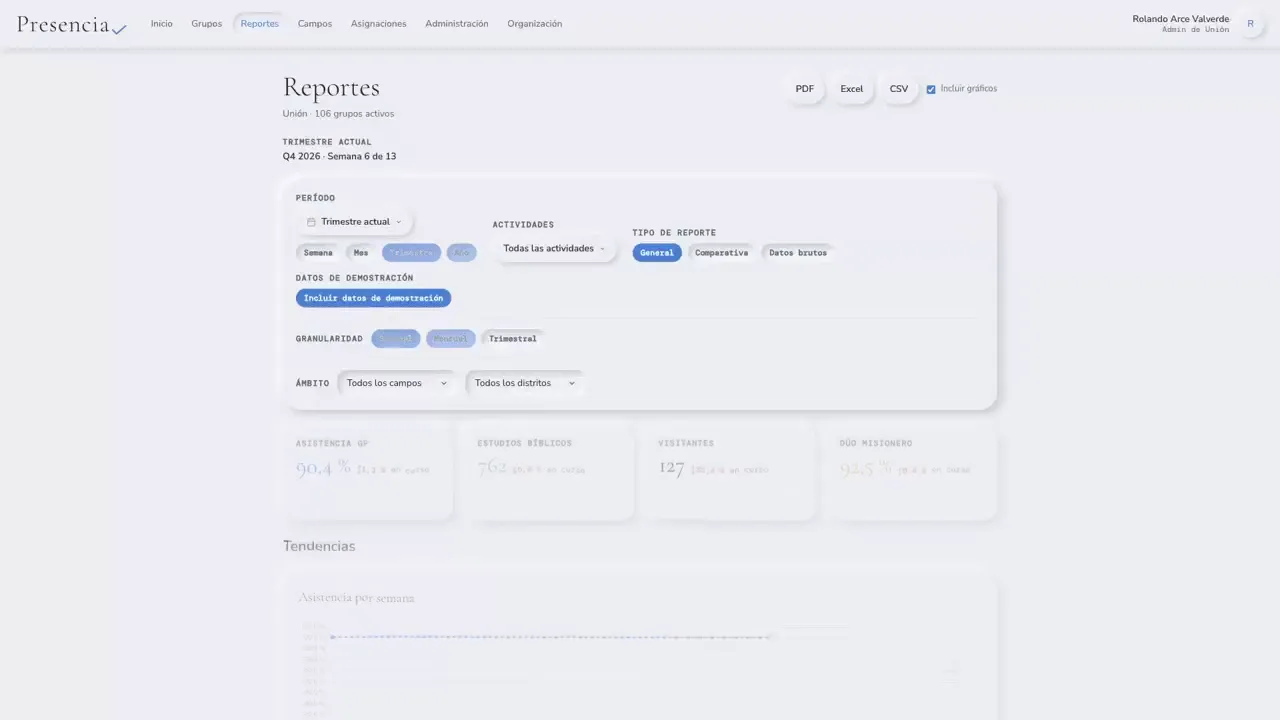 Presencia
Inicio Grupos Reportes Campos Asignaciones Administración Organización
Rolando Arce Valverde
Admin de Unión
R
Reportes
PDF Excel CSV Incluir gráficos
Unión · 106 grupos activos
TRIMESTRE ACTUAL
Q4 2026 · Semana 6 de 13
PERÍODO
Trimestre actual
Semana Mes Trimestre Año
ACTIVIDADES
Todas las actividades
TIPO DE REPORTE
General Comparativa Datos brutos
DATOS DE DEMOSTRACIÓN
Incluir datos de demostración
GRANULARIDAD Mensual Trimestral
ÁMBITO Todos los campos Todos los distritos
ASISTENCIA GP
90.4 %
ESTUDIOS BÍBLICOS
762
VISITANTES
127
DÚO MISIONERO
92.5 %
Tendencias
Asistencia por semana